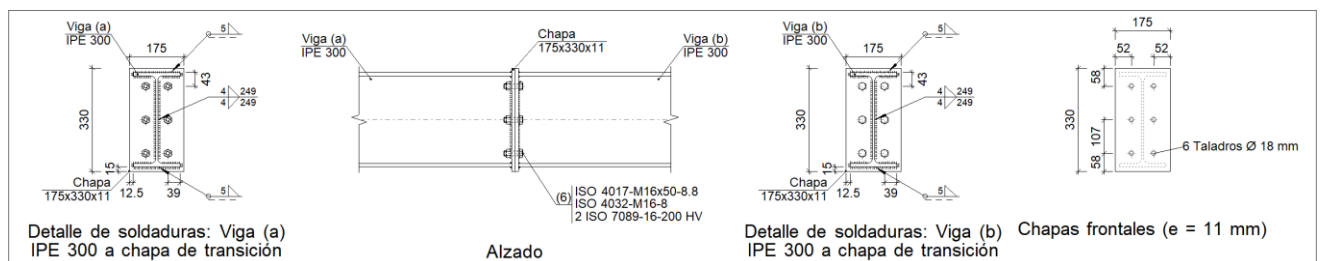 Viga (a)
IPE 300
175
5
43
4 249
4 249
330
15
Chapa
175x330x11
12.5
39
5
Detalle de soldaduras: Viga (a)
IPE 300 a chapa de transición
Viga (a)
IPE 300
Chapa
175x330x11
Viga (b)
IPE 300
(6)
ISO 4017-M16x50-8.8
ISO 4032-M16-8
2 ISO 7089-16-200 HV
Alzado
Viga (b)
IPE 300
175
5
43
4 249
4 249
330
15
Chapa
175x330x11
12.5
39
5
Detalle de soldaduras: Viga (b)
IPE 300 a chapa de transición
175
52
52
58
330
107
58
6 Taladros Ø 18 mm
Chapas frontales (e = 11 mm)